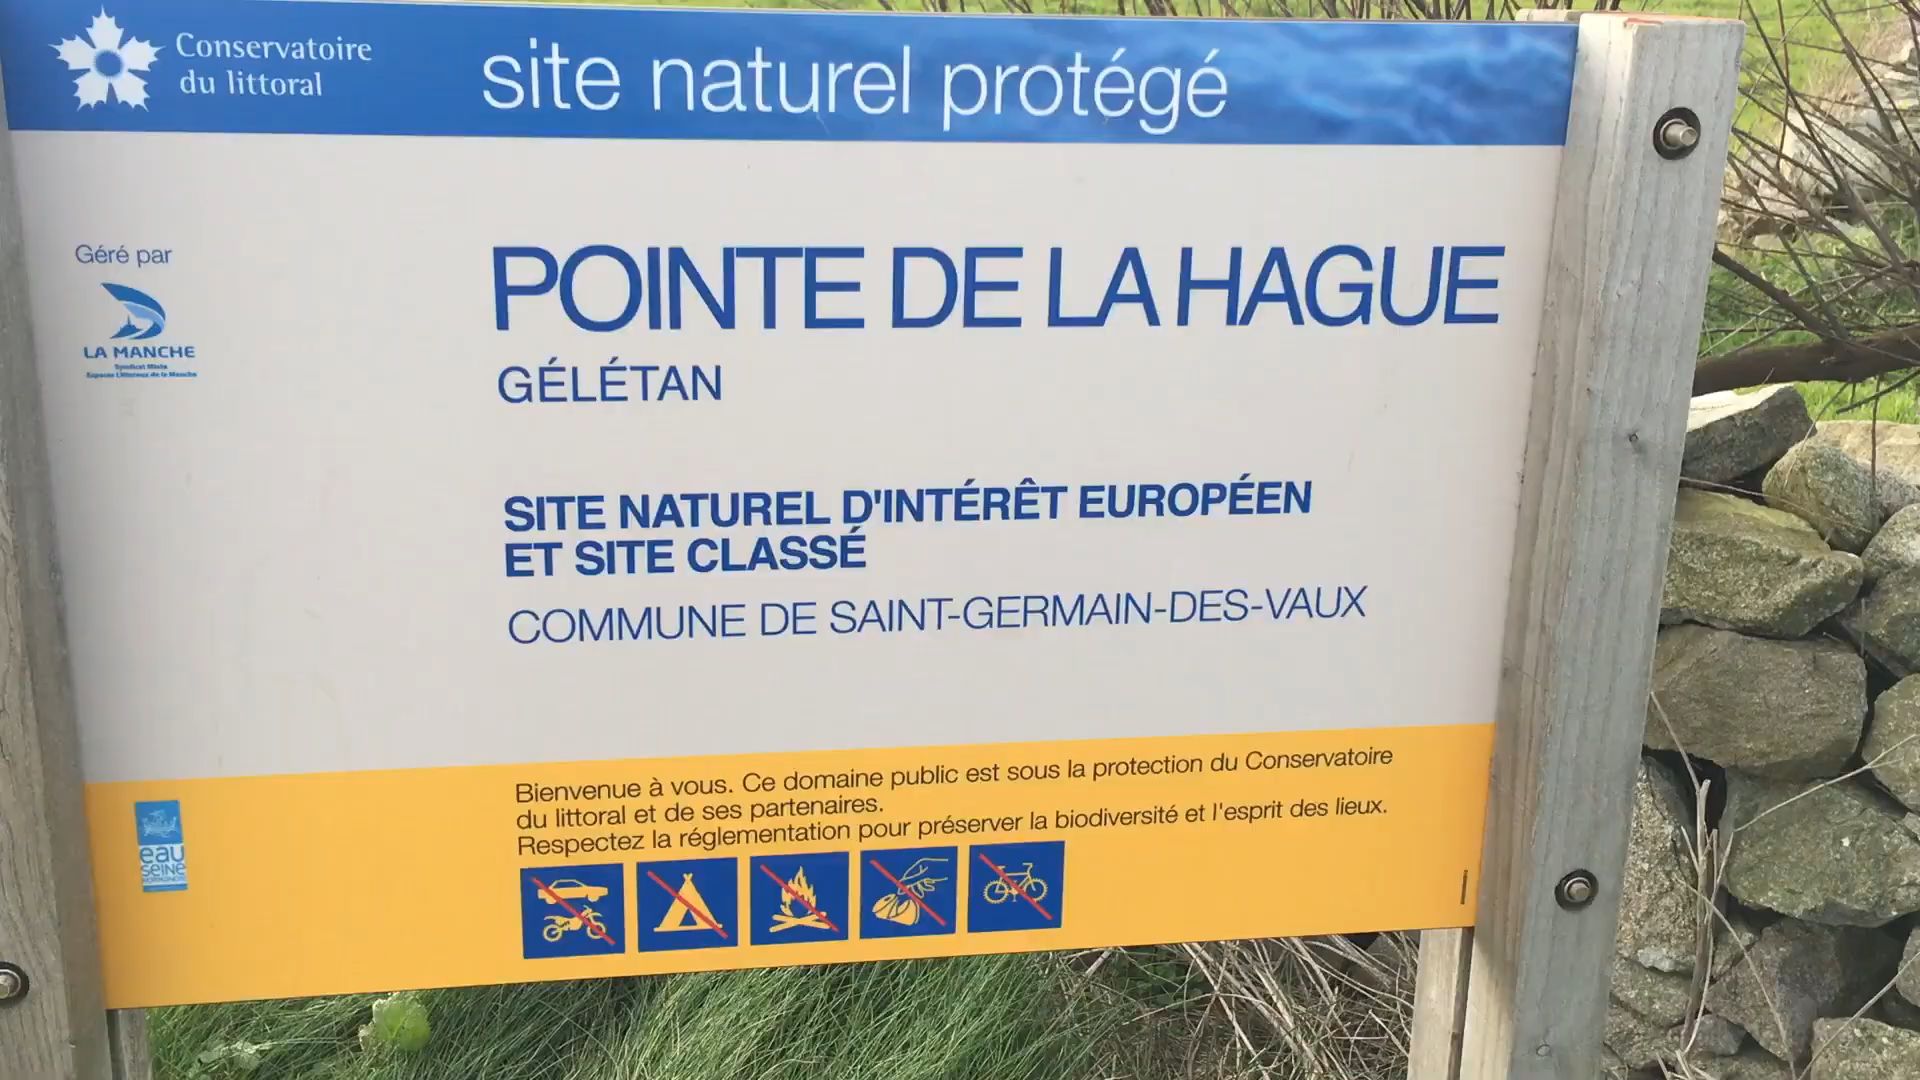 Conservatoire
du littoral
site naturel protégé
Géré par
LA MANCHE
Syndicat Mixte
Espaces Littoraux de la Manche
POINTE DE LA HAGUE
GÉLÉTAN
SITE NATUREL D'INTÉRÊT EUROPÉEN
ET SITE CLASSÉ
COMMUNE DE SAINT-GERMAIN-DES-VAUX
Bienvenue à vous. Ce domaine public est sous la protection du Conservatoire
du littoral et de ses partenaires.
Respectez la réglementation pour préserver la biodiversité et l'esprit des lieux.
eau
seine
NORMANDIE